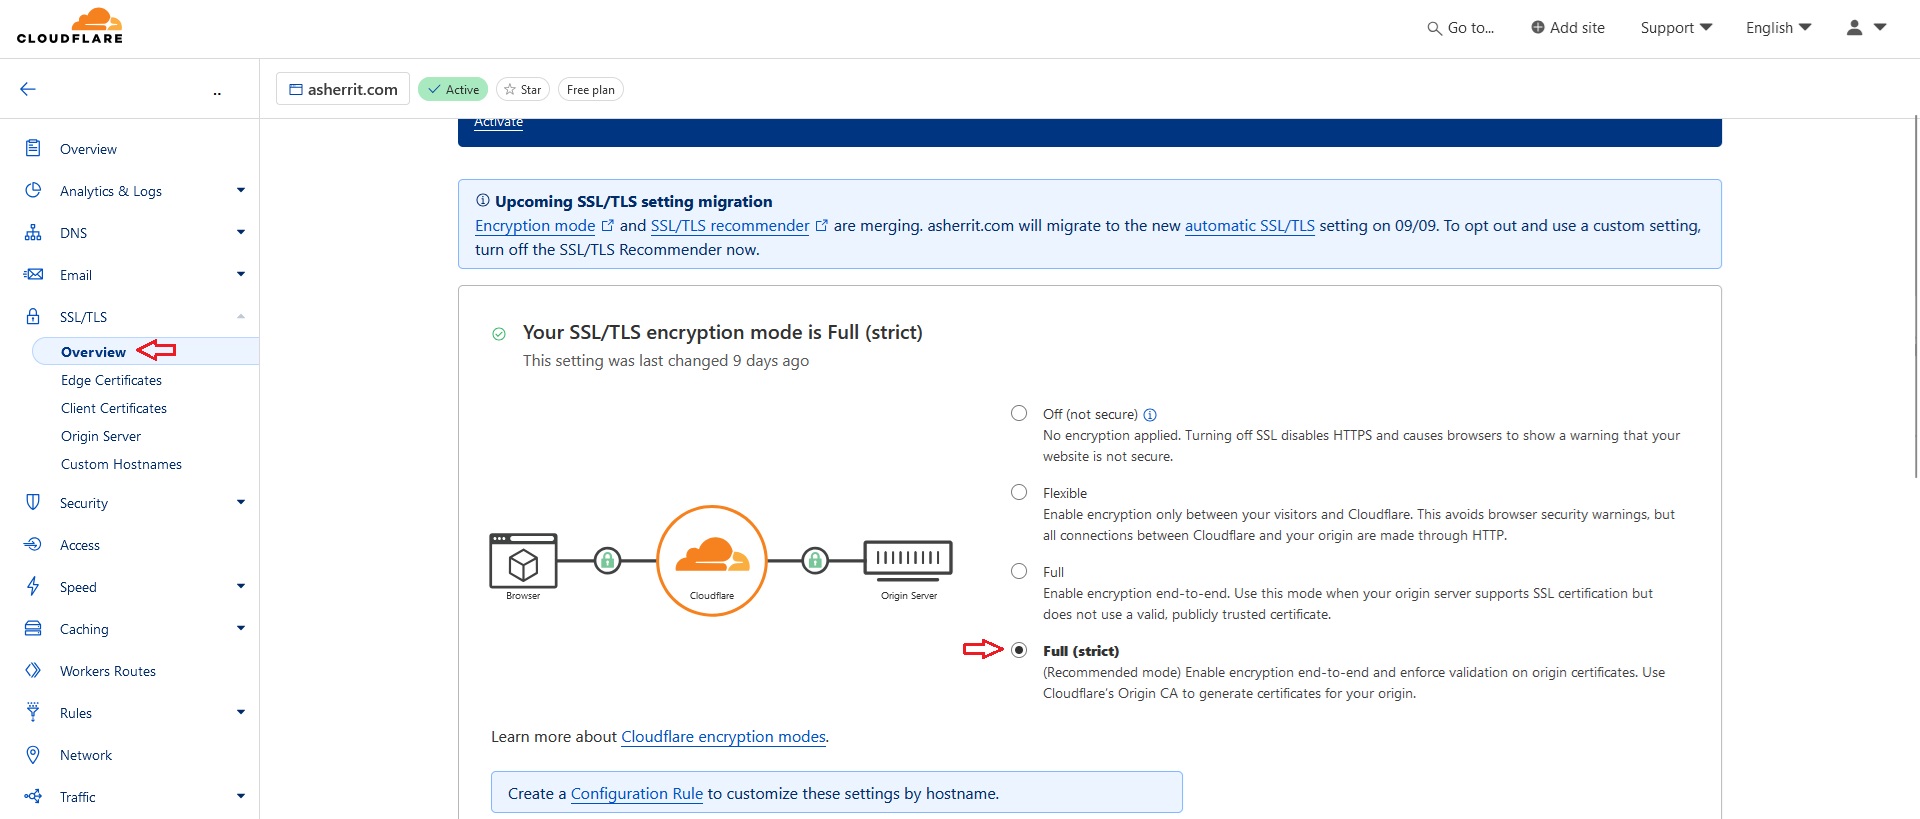 CLOUDFLARE
Go to...
Add site
Support
English
..
asherrit.com
Active
Star
Free plan
Overview
Analytics & Logs
DNS
Email
SSL/TLS
Overview
Edge Certificates
Client Certificates
Origin Server
Custom Hostnames
Security
Access
Speed
Caching
Workers Routes
Rules
Network
Traffic
Activate
Upcoming SSL/TLS setting migration
Encryption mode and SSL/TLS recommender are merging. asherrit.com will migrate to the new automatic SSL/TLS setting on 09/09. To opt out and use a custom setting,
turn off the SSL/TLS Recommender now.
Your SSL/TLS encryption mode is Full (strict)
This setting was last changed 9 days ago
Browser
Cloudflare
Origin Server
Off (not secure)
No encryption applied. Turning off SSL disables HTTPS and causes browsers to show a warning that your
website is not secure.
Flexible
Enable encryption only between your visitors and Cloudflare. This avoids browser security warnings, but
all connections between Cloudflare and your origin are made through HTTP.
Full
Enable encryption end-to-end. Use this mode when your origin server supports SSL certification but
does not use a valid, publicly trusted certificate.
Full (strict)
(Recommended mode) Enable encryption end-to-end and enforce validation on origin certificates. Use
Cloudflare's Origin CA to generate certificates for your origin.
Learn more about Cloudflare encryption modes.
Create a Configuration Rule to customize these settings by hostname.